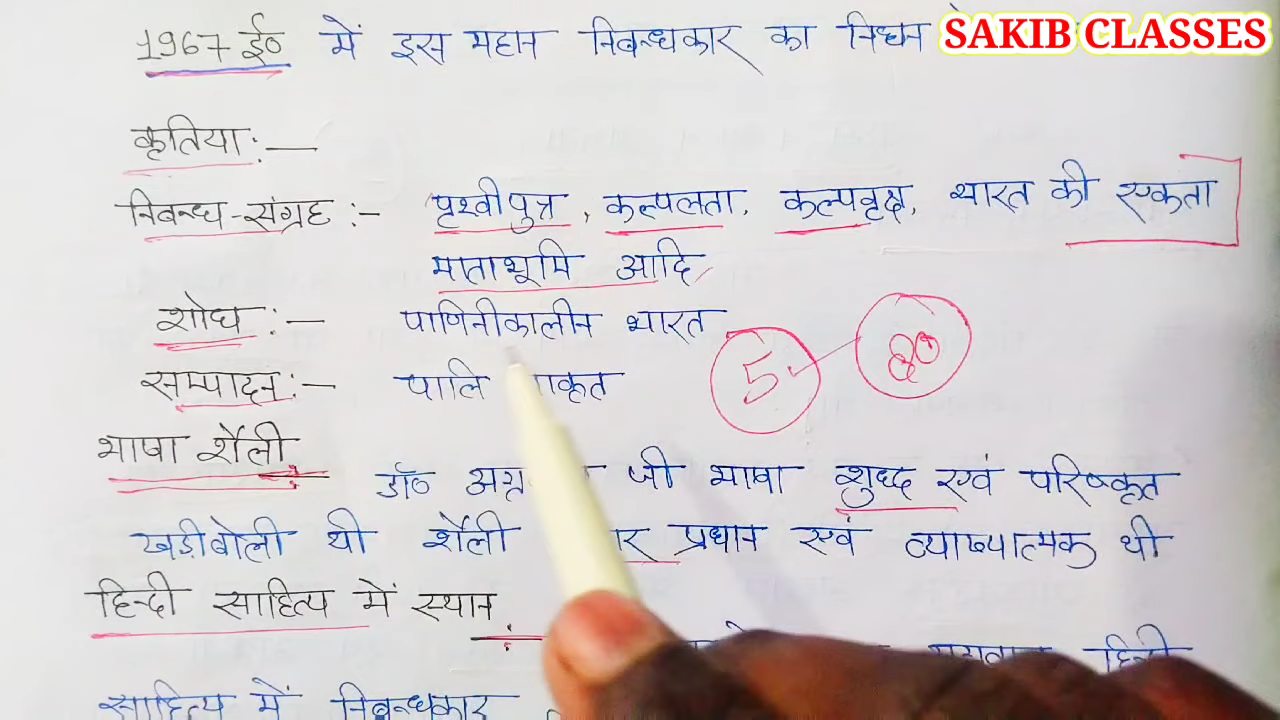 1967 ई० में इस महान निबन्धकार का निधन
SAKIB CLASSES
कृतिया:—
निबन्ध-संग्रह :- पृथ्वीपुत्र, कल्पलता, कल्पवृक्ष, भारत की एकता
माताभूमि आदि
शोध :- पाणिनीकालीन भारत
सम्पादन:- पालि
5 80
भाषा शैली
डॉ० जी भाषा शुध्द एवं परिष्कृत
खड़ीबोली थी शैली प्रधान एवं व्याख्यात्मक थी
हिन्दी साहित्य में स्थान
हिन्दी
साहित्य में निबन्धकार